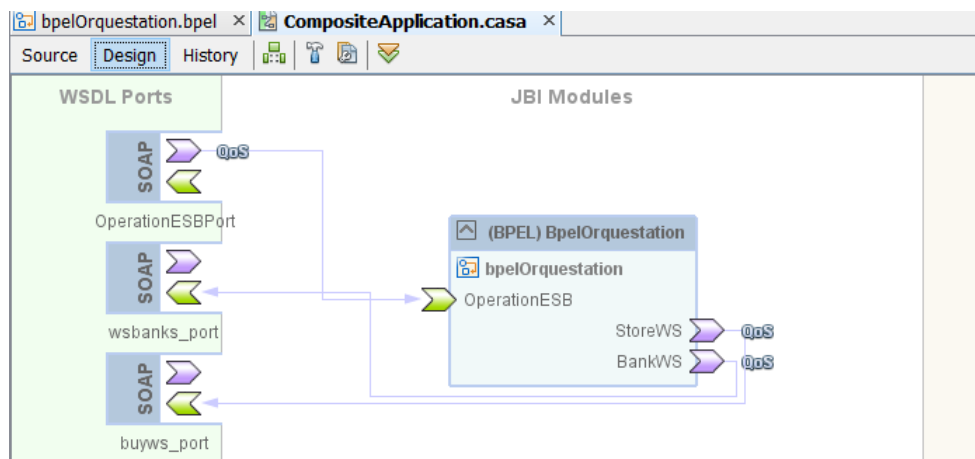 bpelOrquestation.bpel × CompositeApplication.casa ×
Source Design History
WSDL Ports JBI Modules
SOAP QoS
OperationESBPort
(BPEL) BpelOrquestation
bpelOrquestation
OperationESB
SOAP
wsbanks_port
StoreWS QoS
BankWS QoS
SOAP
buyws_port